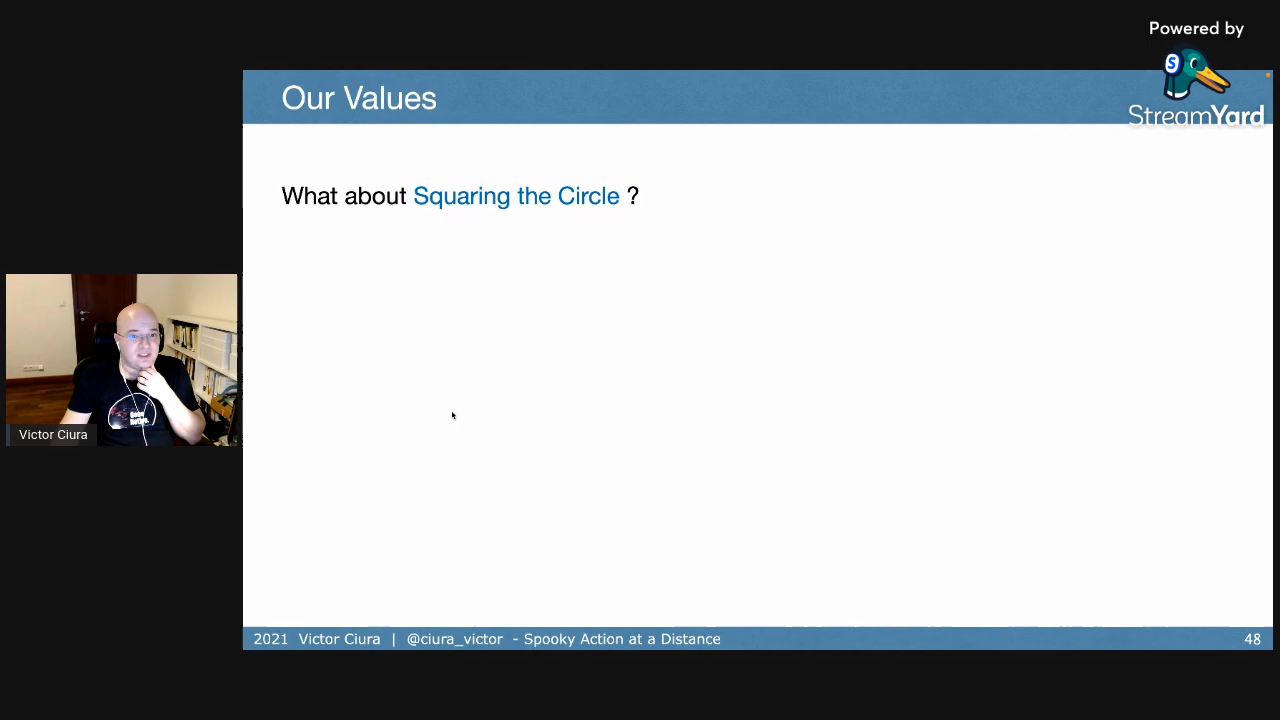 Powered by
StreamYard
Our Values
What about Squaring the Circle ?
Victor Ciura
2021 Victor Ciura | @ciura_victor - Spooky Action at a Distance
48